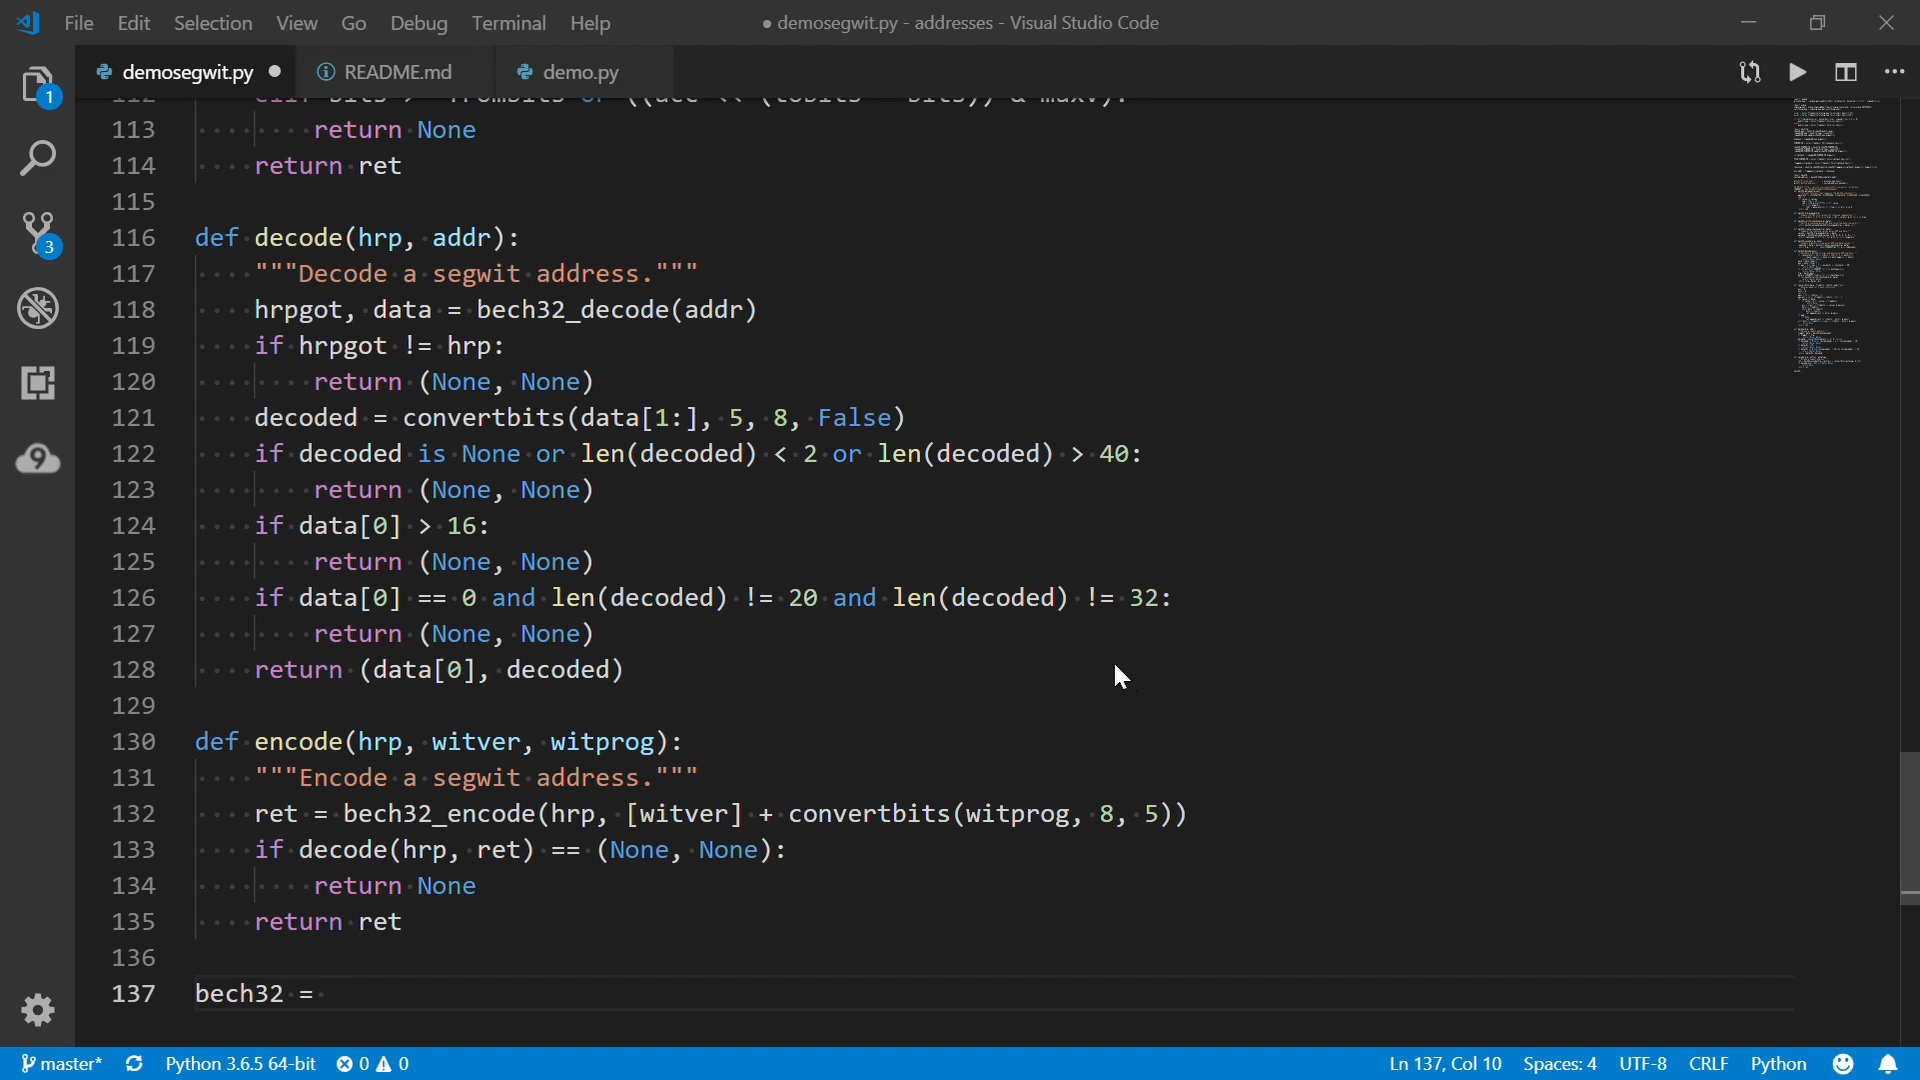 File Edit Selection View Go Debug Terminal Help ● demosegwit.py - addresses - Visual Studio Code
demosegwit.py README.md demo.py
1
3
9
113 return None
114 return ret
115
116 def decode(hrp, addr):
117 """Decode a segwit address."""
118 hrpgot, data = bech32_decode(addr)
119 if hrpgot != hrp:
120 return (None, None)
121 decoded = convertbits(data[1:], 5, 8, False)
122 if decoded is None or len(decoded) < 2 or len(decoded) > 40:
123 return (None, None)
124 if data[0] > 16:
125 return (None, None)
126 if data[0] == 0 and len(decoded) != 20 and len(decoded) != 32:
127 return (None, None)
128 return (data[0], decoded)
129
130 def encode(hrp, witver, witprog):
131 """Encode a segwit address."""
132 ret = bech32_encode(hrp, [witver] + convertbits(witprog, 8, 5))
133 if decode(hrp, ret) == (None, None):
134 return None
135 return ret
136
137 bech32 =
master* Python 3.6.5 64-bit 0 0 Ln 137, Col 10 Spaces: 4 UTF-8 CRLF Python